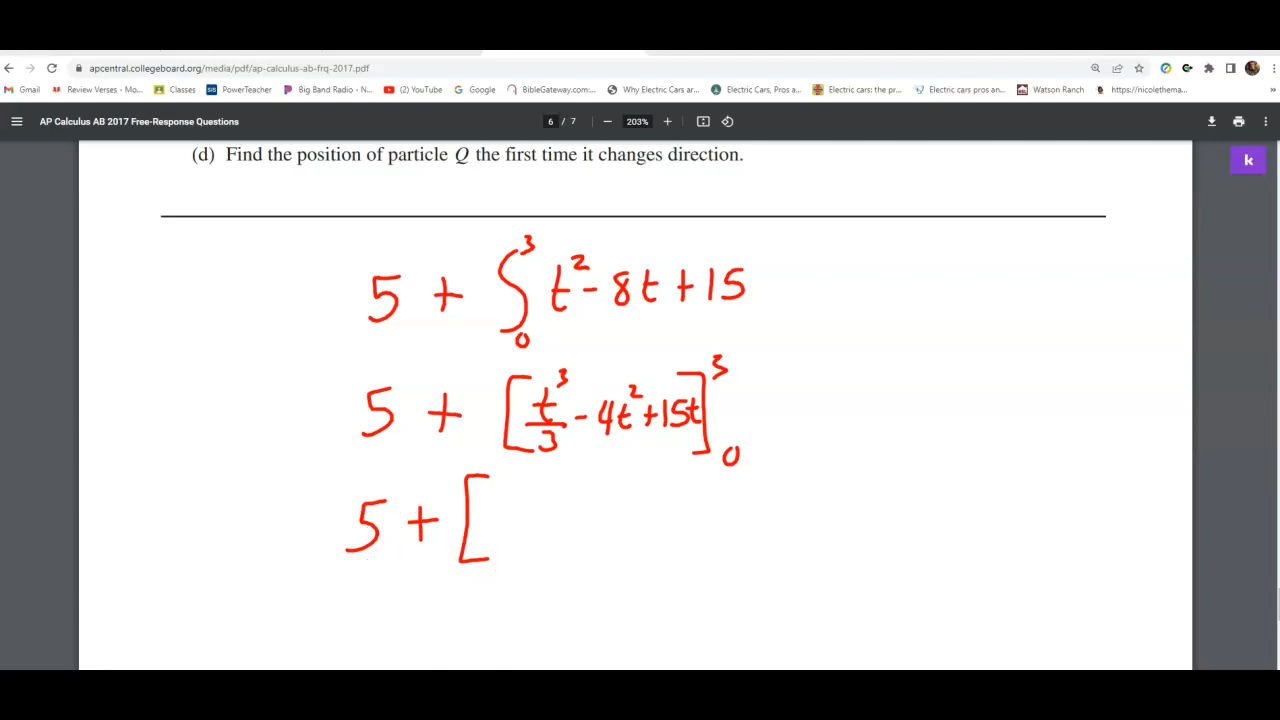 apcentral.collegeboard.org/media/pdf/ap-calculus-ab-frq-2017.pdf
Gmail Review Verses - Mo... Classes SIS PowerTeacher Big Band Radio - N... (2) YouTube Google BibleGateway.com:... Why Electric Cars ar... Electric Cars, Pros a... Electric cars: the pr... Electric cars pros an... Watson Ranch https://nicolethema...
AP Calculus AB 2017 Free-Response Questions 6 / 7 — 203% +
k
(d) Find the position of particle Q the first time it changes direction.
5 + ∫₀³ t² - 8t + 15
5 + [t³/3 - 4t² + 15t]₀³
5 + [